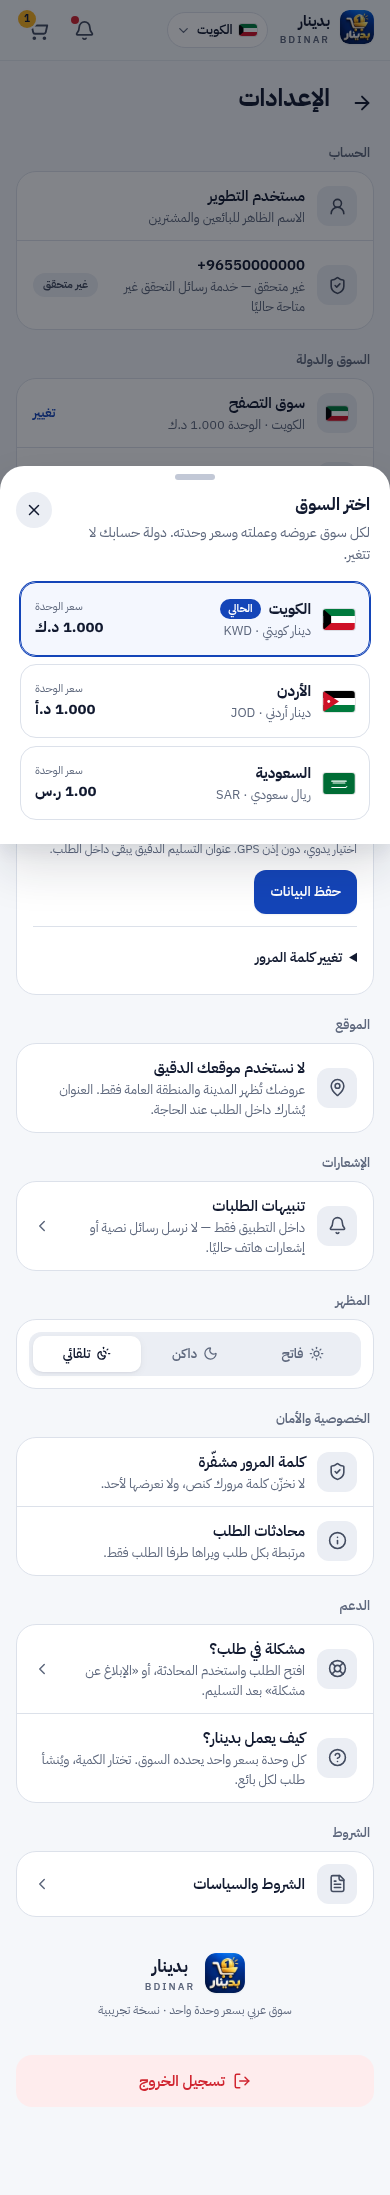 بدينار
BDINAR
الكويت
1
الإعدادات
الحساب
مستخدم التطوير
الاسم الظاهر للبائعين والمشترين
+96550000000
غير متحقق — خدمة رسائل التحقق غير
متاحة حاليًا
غير متحقق
السوق والدولة
سوق التصفح
الكويت · الوحدة 1.000 د.ك
تغيير
اختر السوق
لكل سوق عروضه وعملته وسعر وحدته. دولة حسابك لا
تتغير.
الكويت الحالي
دينار كويتي · KWD
سعر الوحدة
1.000 د.ك
الأردن
دينار أردني · JOD
سعر الوحدة
1.000 د.أ
السعودية
ريال سعودي · SAR
سعر الوحدة
1.00 ر.س
اختيار يدوي، دون إذن GPS. عنوان التسليم الدقيق يبقى داخل الطلب.
حفظ البيانات
تغيير كلمة المرور
الموقع
لا نستخدم موقعك الدقيق
عروضك تُظهر المدينة والمنطقة العامة فقط. العنوان
يُشارك داخل الطلب عند الحاجة.
الإشعارات
تنبيهات الطلبات
داخل التطبيق فقط — لا نرسل رسائل نصية أو
إشعارات هاتف حاليًا.
المظهر
فاتح
داكن
تلقائي
الخصوصية والأمان
كلمة المرور مشفّرة
لا نخزّن كلمة مرورك كنص، ولا نعرضها لأحد.
محادثات الطلب
مرتبطة بكل طلب ويراها طرفا الطلب فقط.
الدعم
مشكلة في طلب؟
افتح الطلب واستخدم المحادثة، أو «الإبلاغ عن
مشكلة» بعد التسليم.
كيف يعمل بدينار؟
كل وحدة بسعر واحد يحدده السوق. تختار الكمية، ويُنشأ
طلب لكل بائع.
الشروط
الشروط والسياسات
بدينار
BDINAR
سوق عربي بسعر وحدة واحد · نسخة تجريبية
تسجيل الخروج